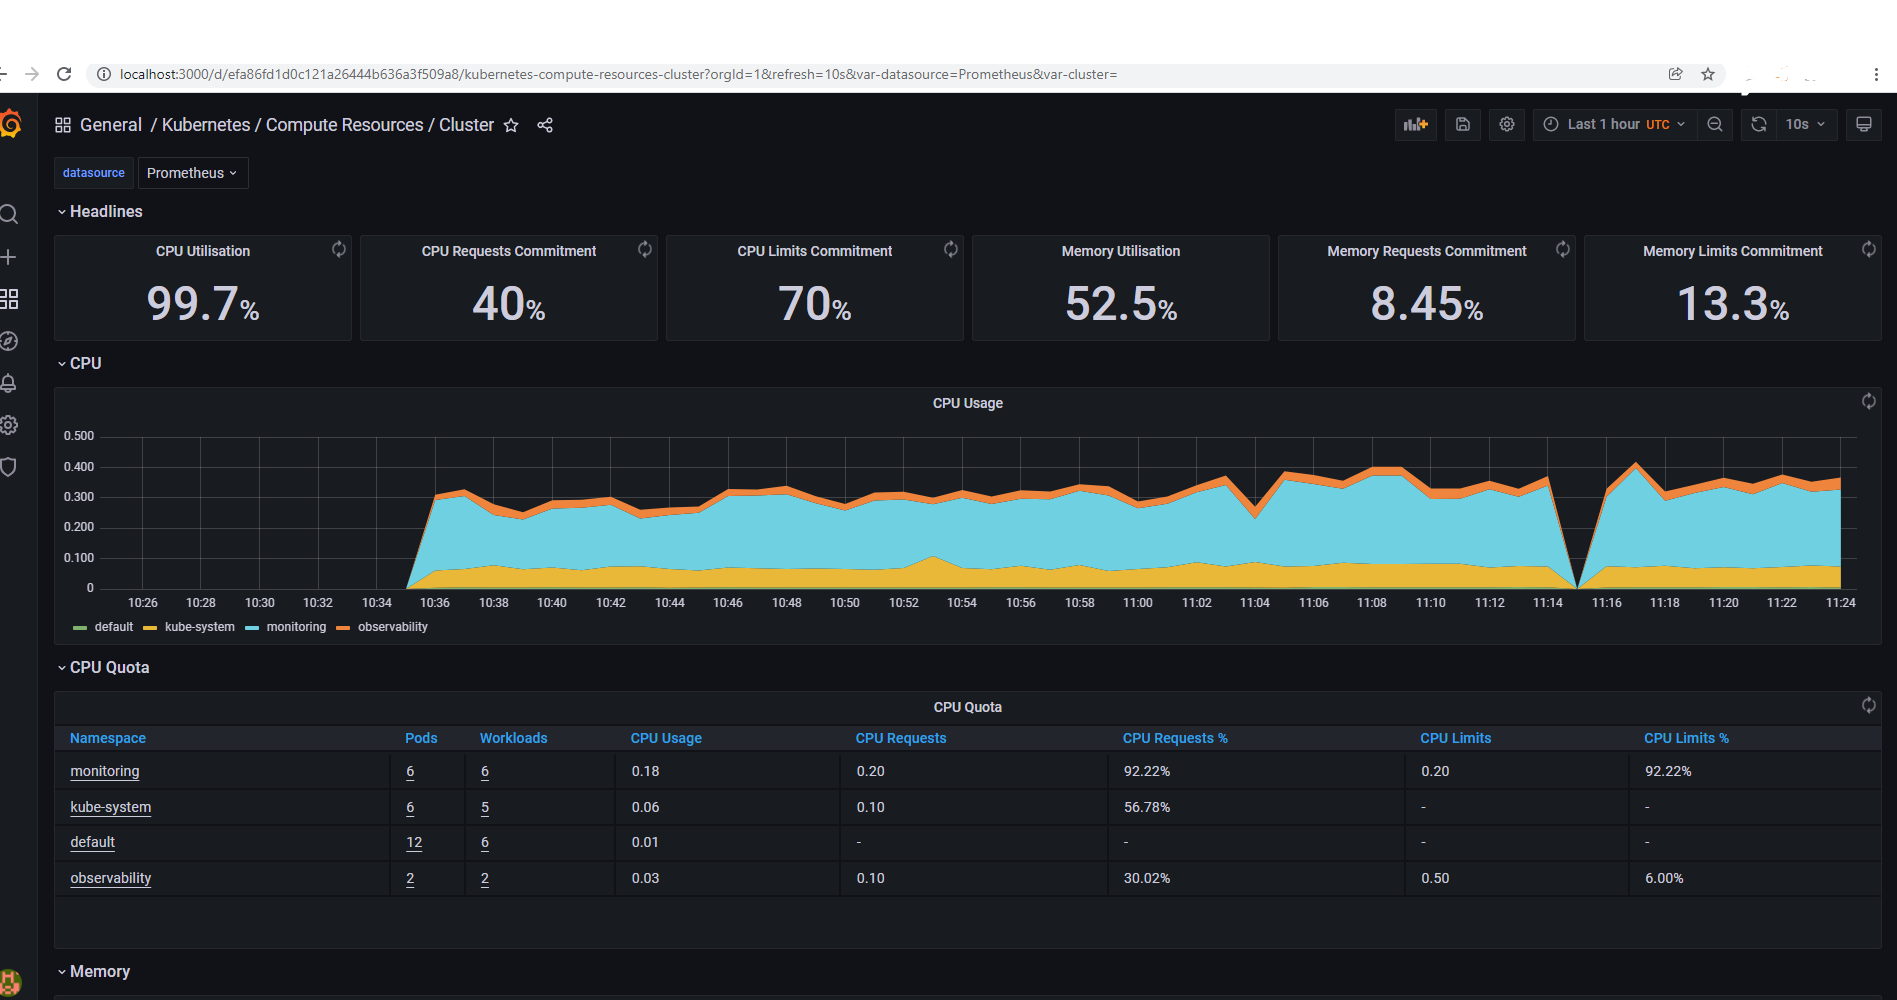 localhost:3000/d/efa86fd1d0c121a26444b636a3f509a8/kubernetes-compute-resources-cluster?orgId=1&refresh=10s&var-datasource=Prometheus&var-cluster=
General / Kubernetes / Compute Resources / Cluster
Last 1 hour UTC
10s
datasource Prometheus
Headlines
CPU Utilisation
99.7%
CPU Requests Commitment
40%
CPU Limits Commitment
70%
Memory Utilisation
52.5%
Memory Requests Commitment
8.45%
Memory Limits Commitment
13.3%
CPU
CPU Usage
0.500
0.400
0.300
0.200
0.100
0
10:26 10:28 10:30 10:32 10:34 10:36 10:38 10:40 10:42 10:44 10:46 10:48 10:50 10:52 10:54 10:56 10:58 11:00 11:02 11:04 11:06 11:08 11:10 11:12 11:14 11:16 11:18 11:20 11:22 11:24
default kube-system monitoring observability
CPU Quota
CPU Quota
Namespace Pods Workloads CPU Usage CPU Requests CPU Requests % CPU Limits CPU Limits %
monitoring 6 6 0.18 0.20 92.22% 0.20 92.22%
kube-system 6 5 0.06 0.10 56.78% - -
default 12 6 0.01 - - - -
observability 2 2 0.03 0.10 30.02% 0.50 6.00%
Memory